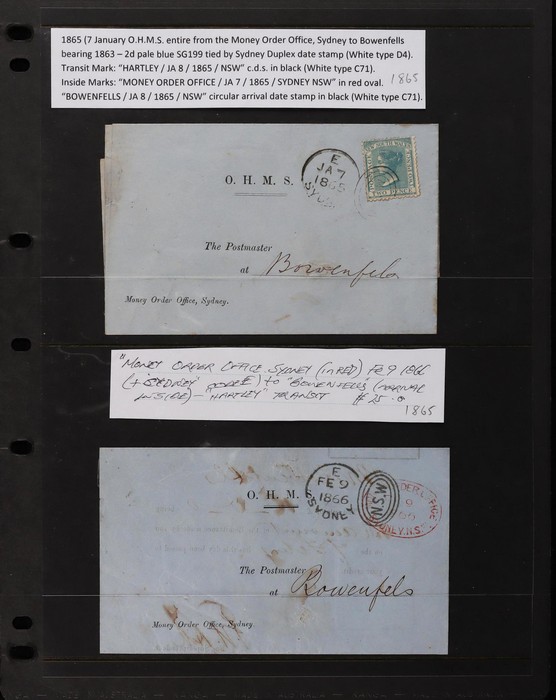 1865 (7 January O.H.M.S. entire from the Money Order Office, Sydney to Bowenfells
bearing 1863 – 2d pale blue SG199 tied by Sydney Duplex date stamp (White type D4).
Transit Mark: “HARTLEY / JA 8 / 1865 / NSW” c.d.s. in black (White type C71).
Inside Marks: “MONEY ORDER OFFICE / JA 7 / 1865 / SYDNEY NSW” in red oval. 1865
“BOWENFELLS / JA 8 / 1865 / NSW” circular arrival date stamp in black (White type C71).
E
JA 7
1865
NEW SOUTH WALES
TWO PENCE
O. H. M. S.
The Postmaster
at Bowenfels
Money Order Office, Sydney.
"MONEY ORDER OFFICE SYDNEY (in RED) FE 9 1866
to "BOWENFELLS"
INSIDE) – "HARTLEY" TRANSIT
1865
E
FE 9
1866
SYDNEY
N.S.W
9
66
O. H. M. S.
The Postmaster
at Bowenfels
Money Order Office, Sydney.